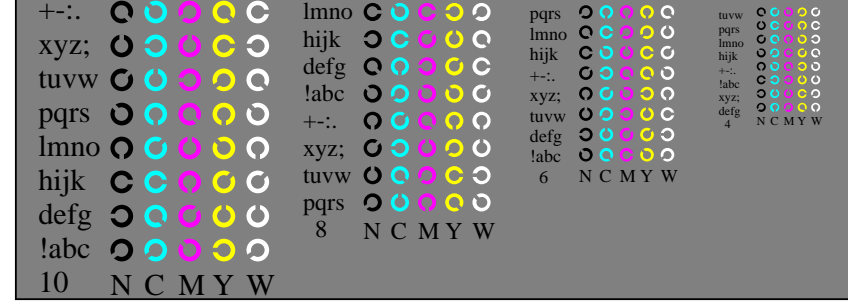 +-:.
xyz;
tuvw
pqrs
lmno
hijk
defg
!abc
10 N C M Y W
lmno
hijk
defg
!abc
+-:.
xyz;
tuvw
pqrs
8 N C M Y W
pqrs
lmno
hijk
+-:.
xyz;
tuvw
defg
!abc
6 N C M Y W
tuvw
pqrs
lmno
hijk
+-:.
!abc
xyz;
defg
4 N C M Y W